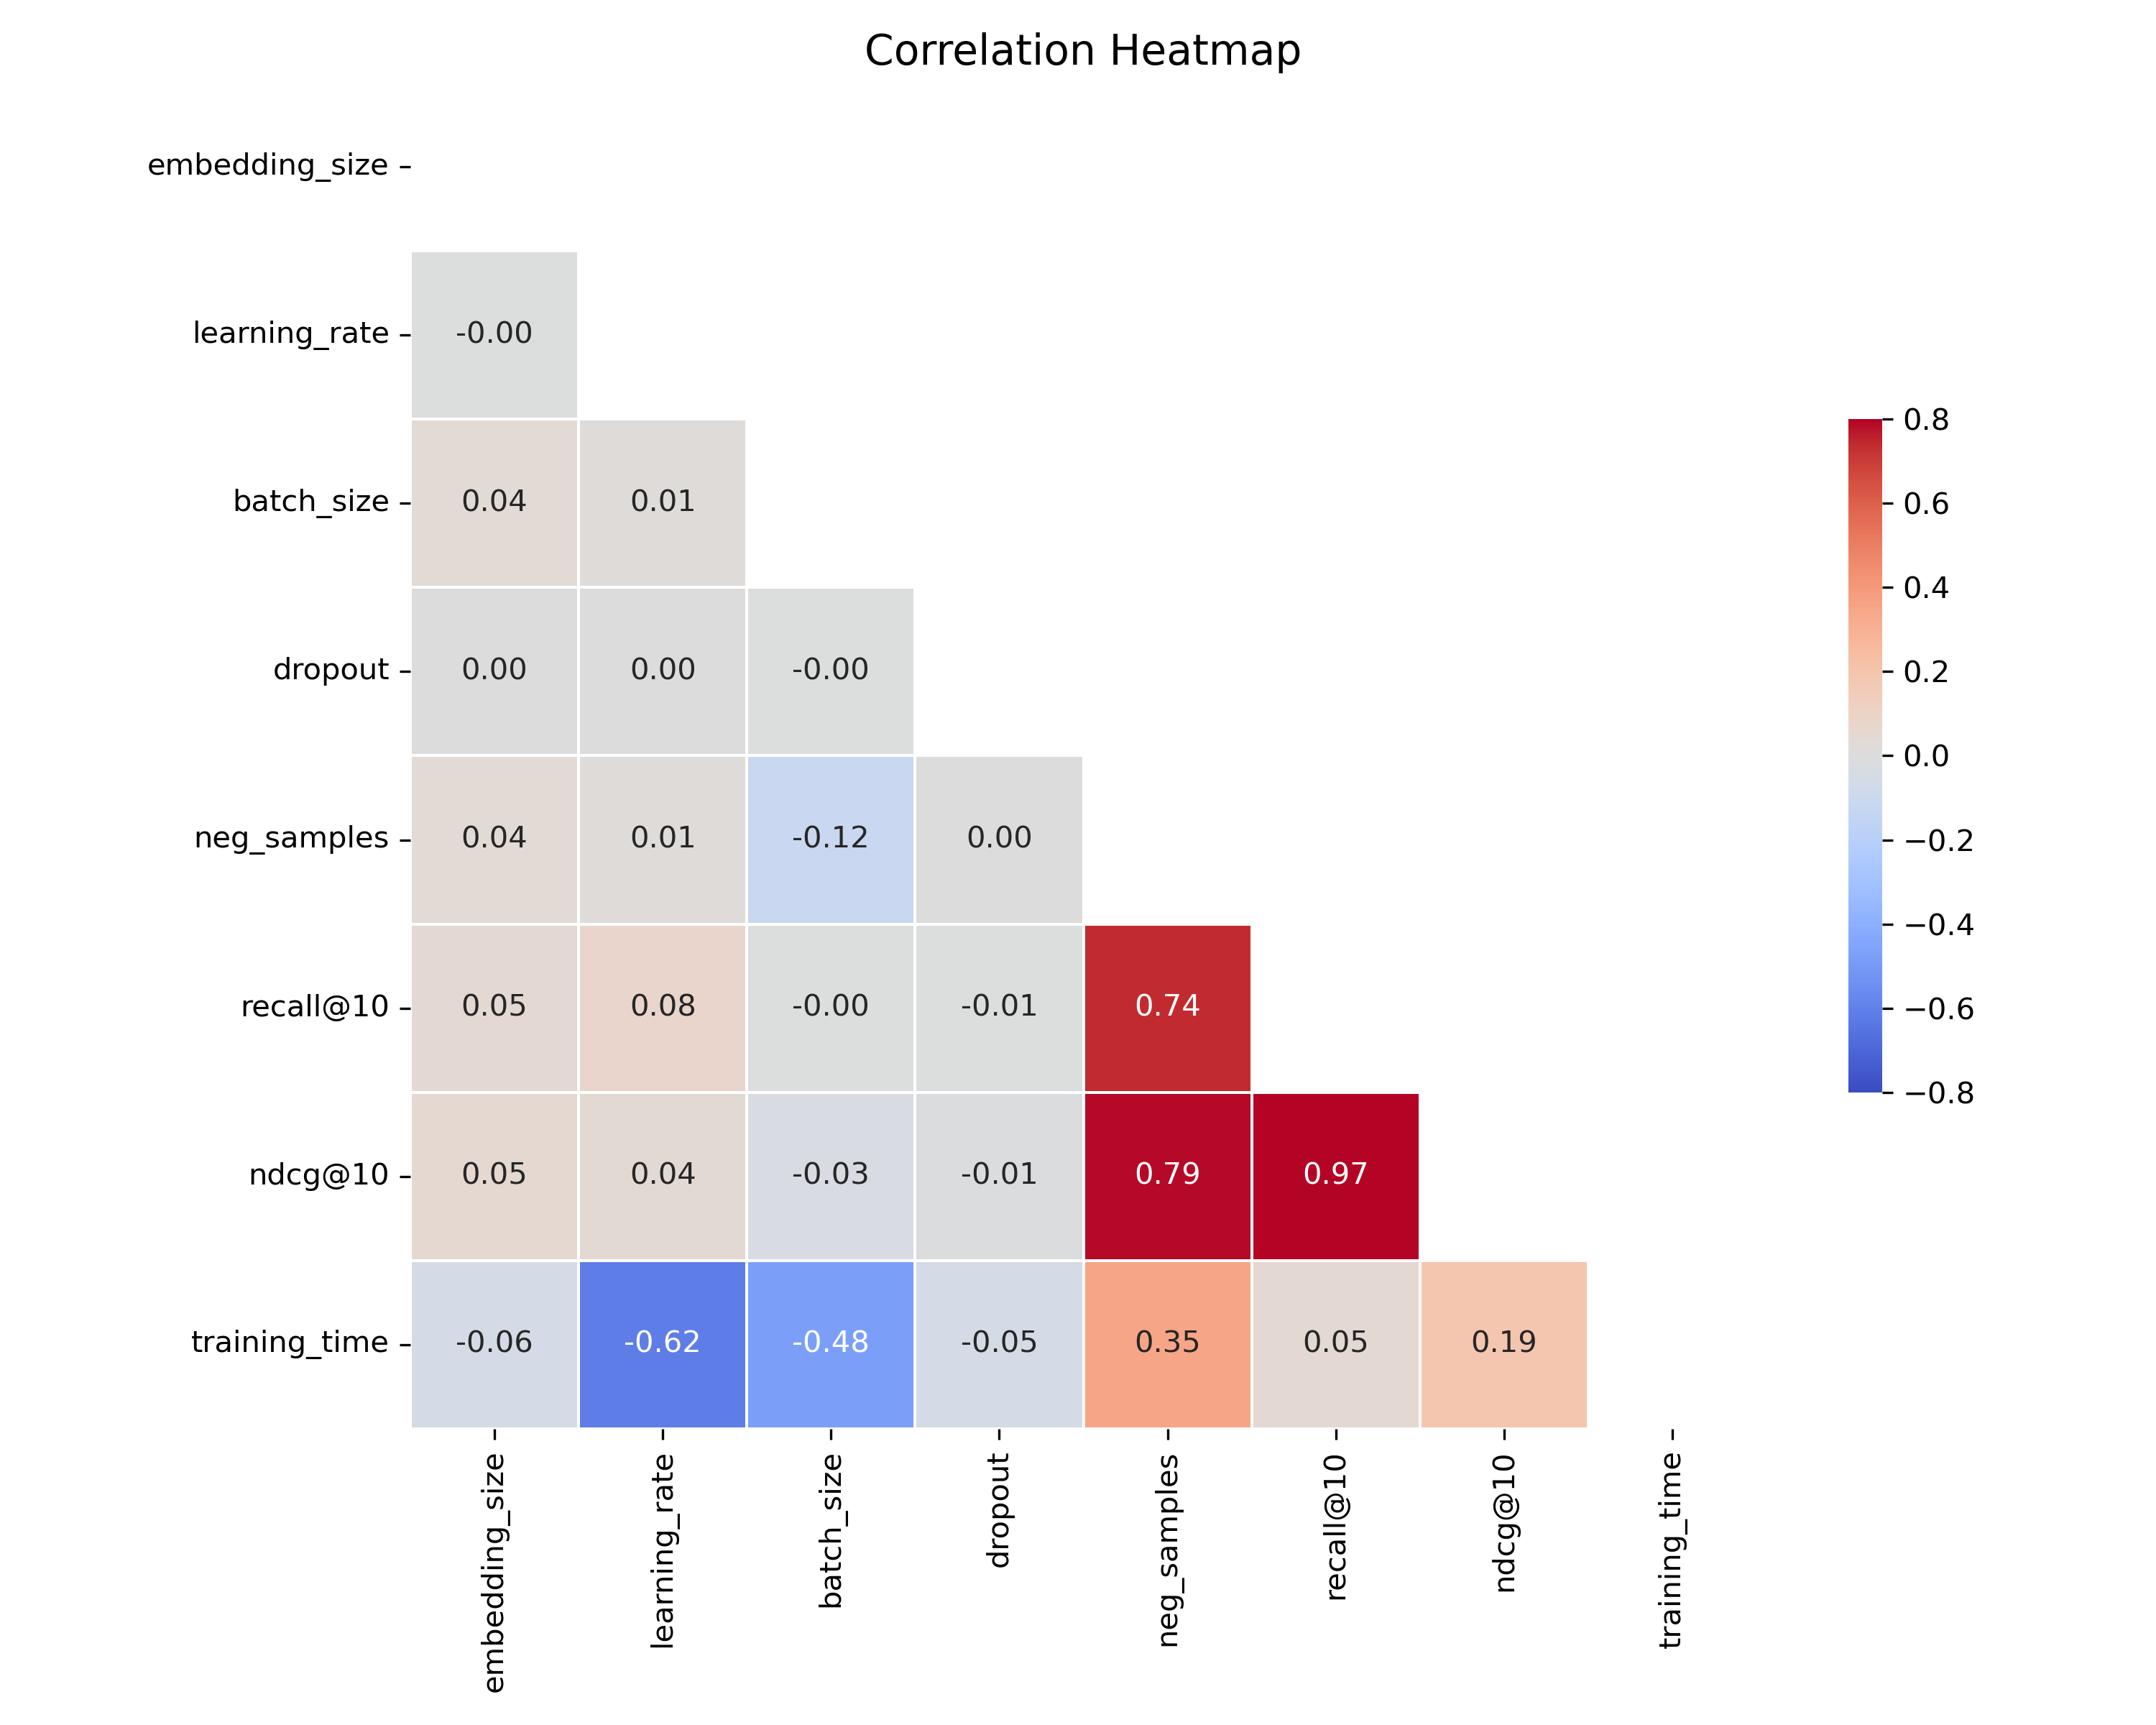 Correlation Heatmap
embedding_size
learning_rate -0.00
batch_size 0.04 0.01
dropout 0.00 0.00 -0.00
neg_samples 0.04 0.01 -0.12 0.00
recall@10 0.05 0.08 -0.00 -0.01 0.74
ndcg@10 0.05 0.04 -0.03 -0.01 0.79 0.97
training_time -0.06 -0.62 -0.48 -0.05 0.35 0.05 0.19
embedding_size learning_rate batch_size dropout neg_samples recall@10 ndcg@10 training_time
0.8
0.6
0.4
0.2
0.0
−0.2
−0.4
−0.6
−0.8